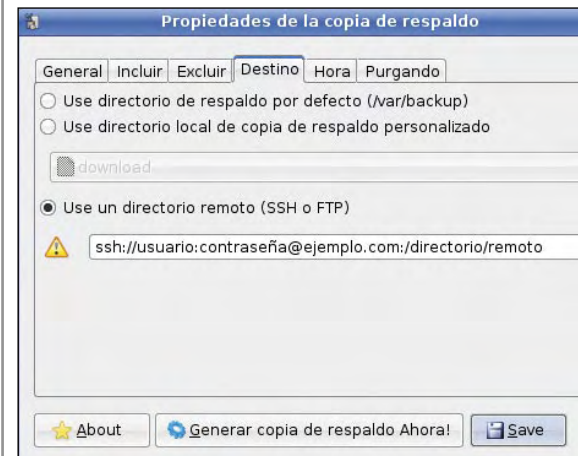 Propiedades de la copia de respaldo
General Incluir Excluir Destino Hora Purgando
Use directorio de respaldo por defecto (/var/backup)
Use directorio local de copia de respaldo personalizado
download
Use un directorio remoto (SSH o FTP)
ssh://usuario:contraseña@ejemplo.com:/directorio/remoto
About Generar copia de respaldo Ahora! Save